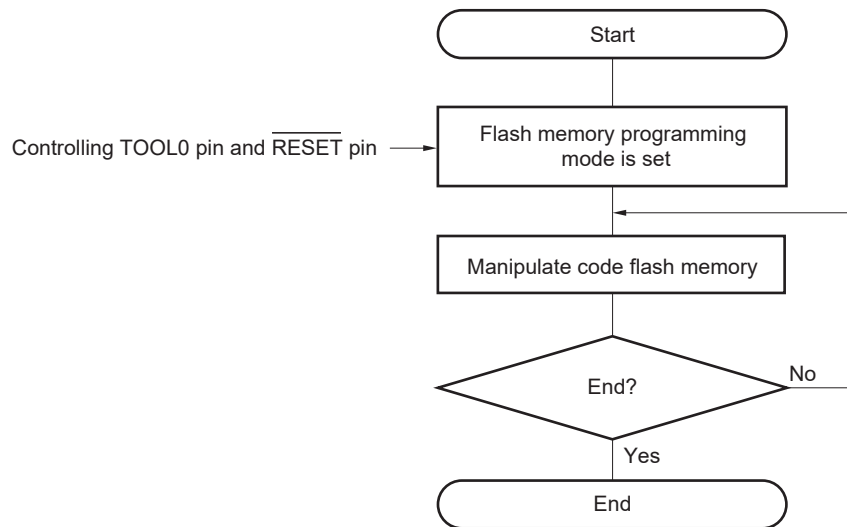 Start
Controlling TOOL0 pin and RESET pin
Flash memory programming
mode is set
Manipulate code flash memory
End?
No
Yes
End